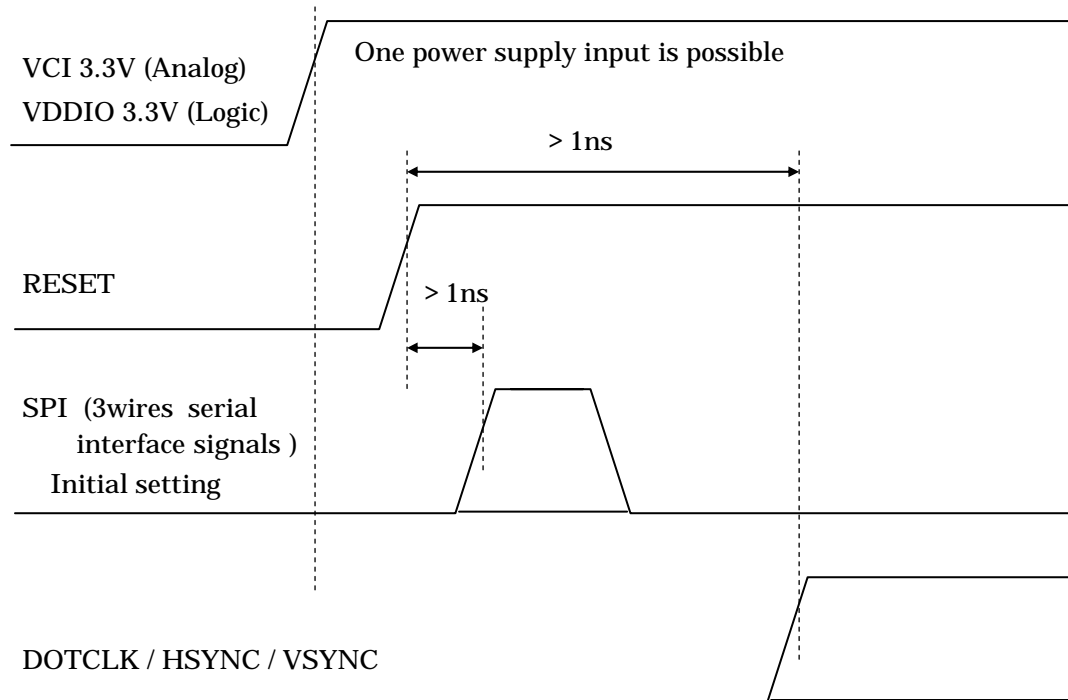 VCI 3.3V (Analog)
VDDIO 3.3V (Logic)
One power supply input is possible
> 1ns
RESET
> 1ns
SPI (3wires serial
interface signals )
Initial setting
DOTCLK / HSYNC / VSYNC